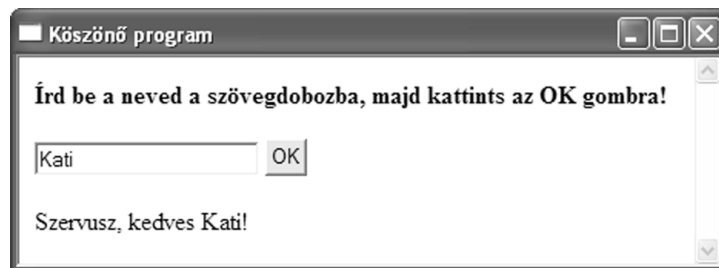 Köszönő program
Írd be a neved a szövegdobozba, majd kattints az OK gombra!
Kati OK
Szervusz, kedves Kati!